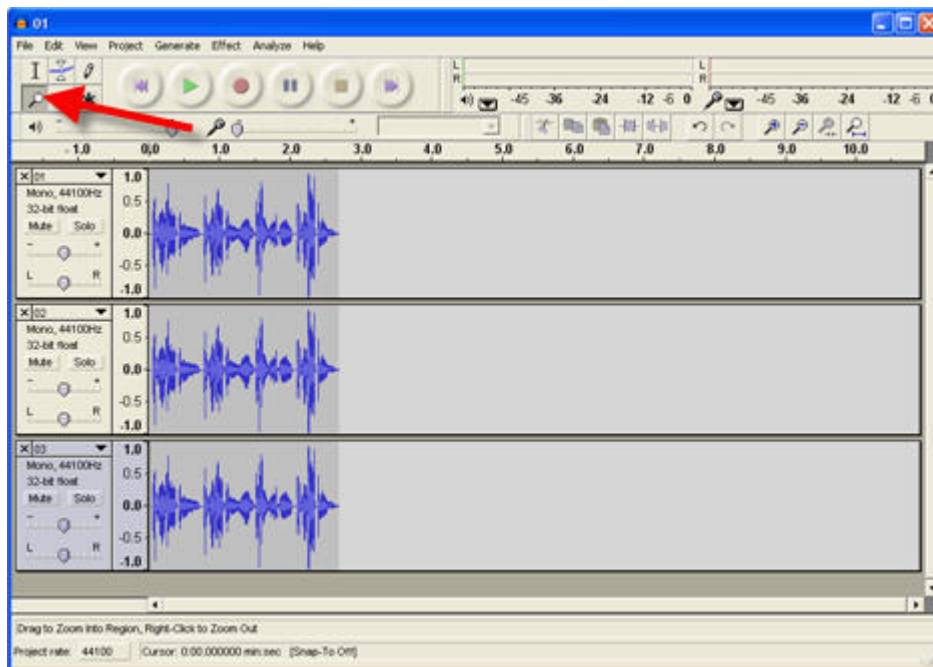 01
File Edit View Project Generate Effect Analyze Help
L
R
-45 -36 -24 -12 -6 0
L
R
-45 -36 -24 -12 -6 0
- 1.0 0,0 1.0 2.0 3.0 4.0 5.0 6.0 7.0 8.0 9.0 10.0
01
Mono, 44100Hz
32-bit float
Mute Solo
- +
L R
1.0
0.5
0.0
-0.5
-1.0
02
Mono, 44100Hz
32-bit float
Mute Solo
- +
L R
1.0
0.5
0.0
-0.5
-1.0
03
Mono, 44100Hz
32-bit float
Mute Solo
- +
L R
1.0
0.5
0.0
-0.5
-1.0
Drag to Zoom Into Region, Right-Click to Zoom Out
Project rate: 44100 Cursor: 0:00.000000 min:sec [Snap-To Off]